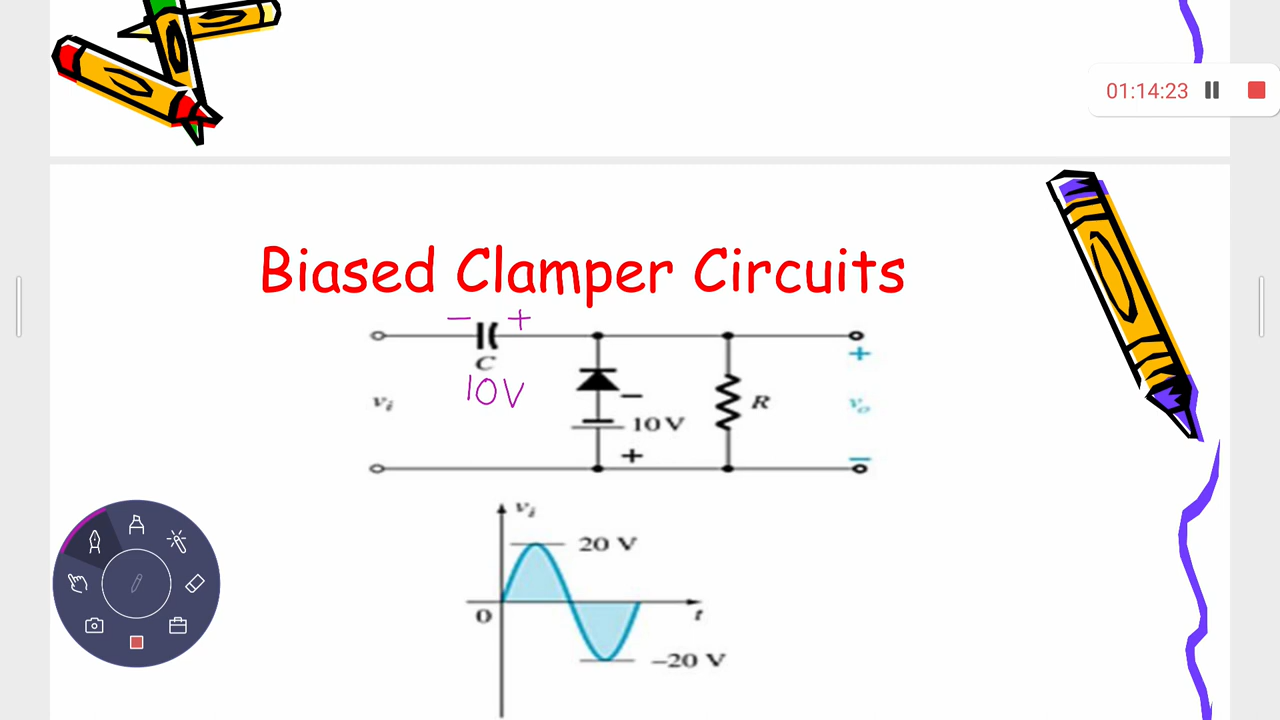 01:14:23
Biased Clamper Circuits
− +
C
10V
+
vᵢ
−
10 V
R
vₒ
+
−
vᵢ
20 V
0
t
−20 V